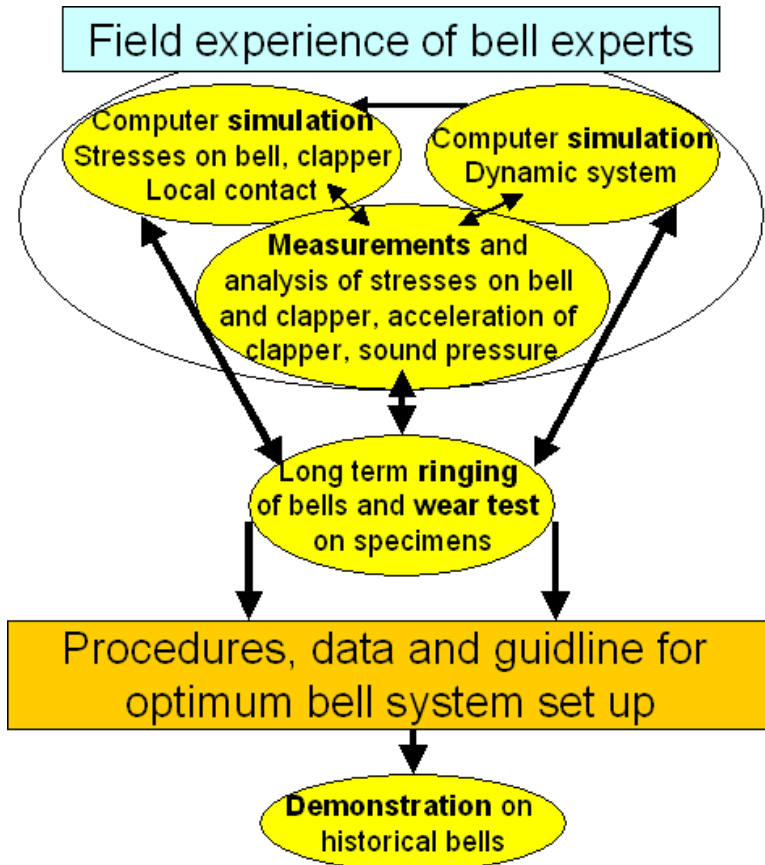 Field experience of bell experts
Computer simulation
Stresses on bell, clapper
Local contact
Computer simulation
Dynamic system
Measurements and
analysis of stresses on bell
and clapper, acceleration of
clapper, sound pressure
Long term ringing
of bells and wear test
on specimens
Procedures, data and guidline for
optimum bell system set up
Demonstration on
historical bells